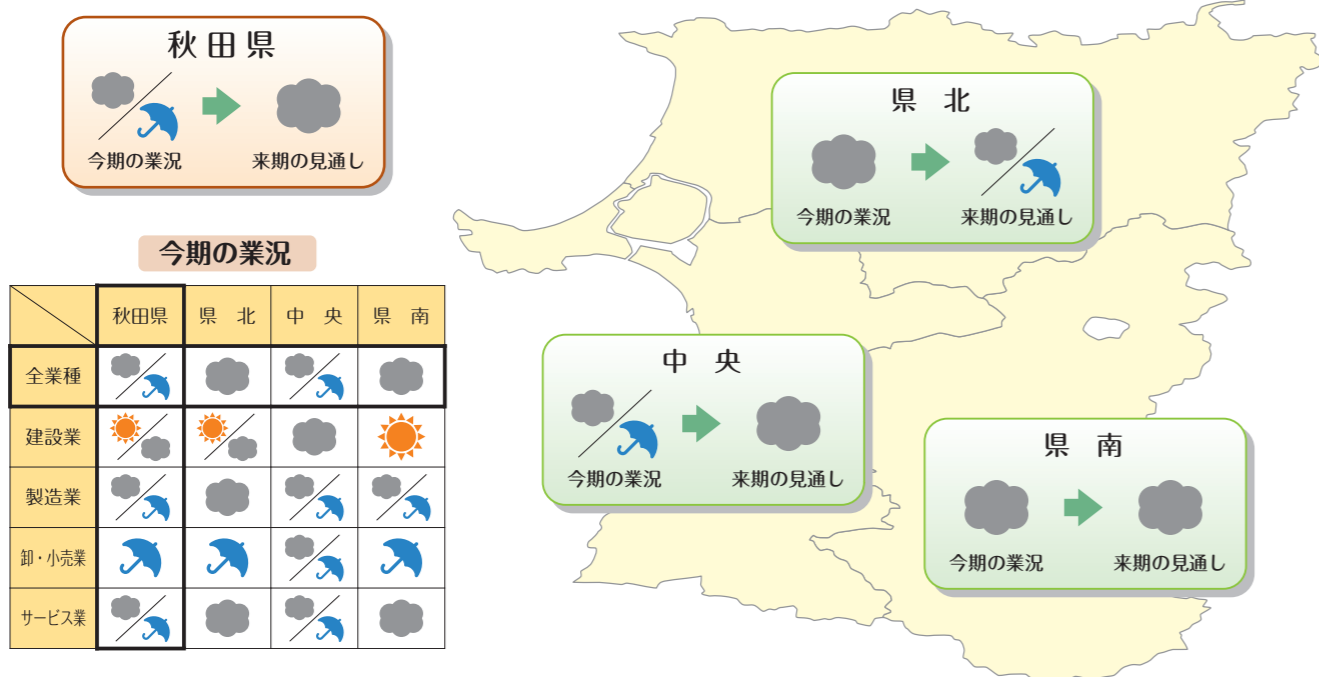 秋田県
今期の業況 来期の見通し
県 北
今期の業況 来期の見通し
今期の業況
秋田県 県 北 中 央 県 南
全業種
建設業
製造業
卸・小売業
サービス業
中 央
今期の業況 来期の見通し
県 南
今期の業況 来期の見通し